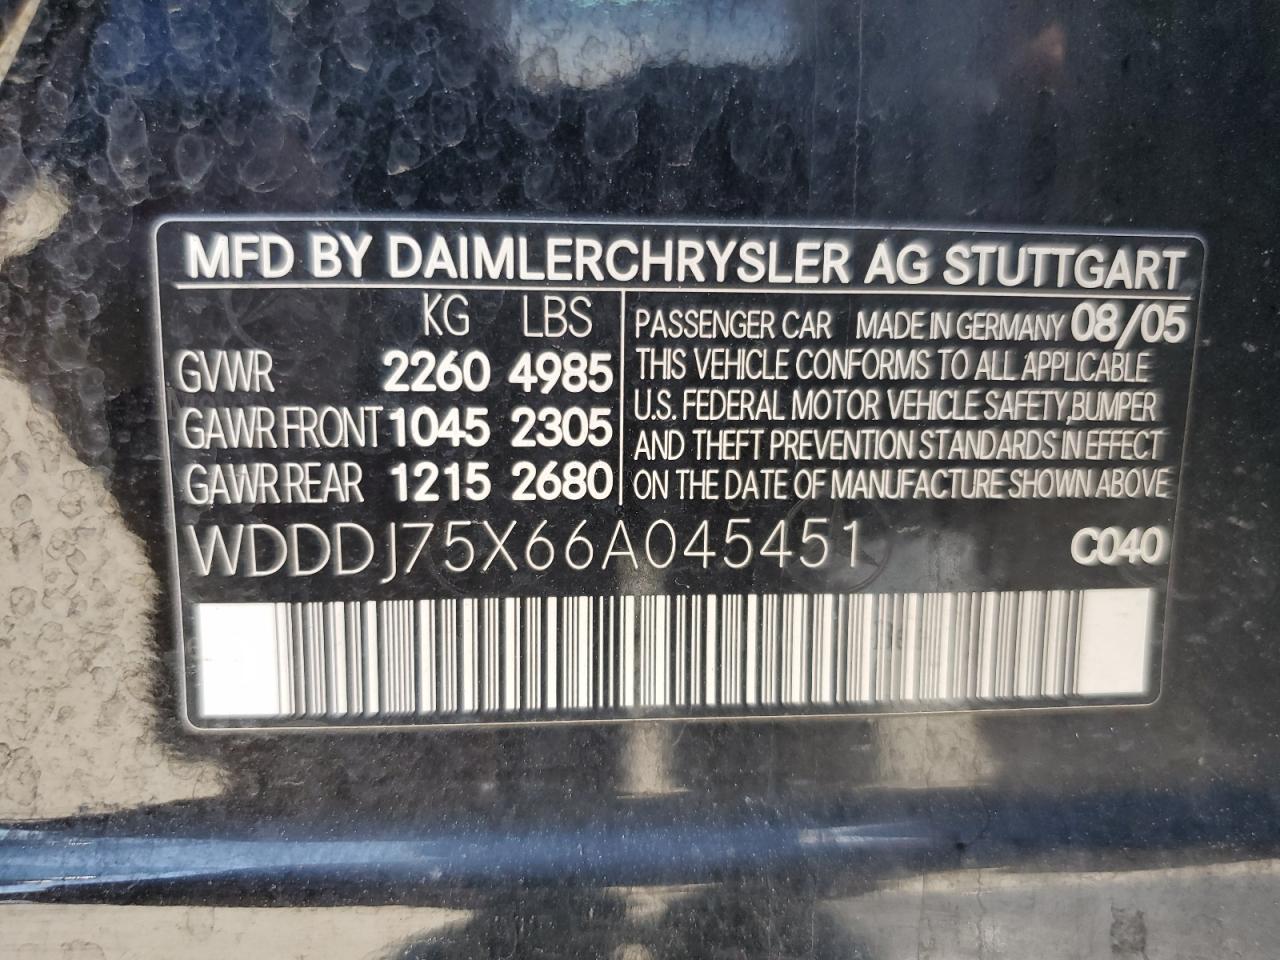 MFD BY DAIMLERCHRYSLER AG STUTTGART
KG LBS
GVWR 2260 4985
GAWR FRONT 1045 2305
GAWR REAR 1215 2680
PASSENGER CAR MADE IN GERMANY 08/05
THIS VEHICLE CONFORMS TO ALL APPLICABLE
U.S. FEDERAL MOTOR VEHICLE SAFETY,BUMPER
AND THEFT PREVENTION STANDARDS IN EFFECT
ON THE DATE OF MANUFACTURE SHOWN ABOVE
WDDDJ75X66A045451 C040